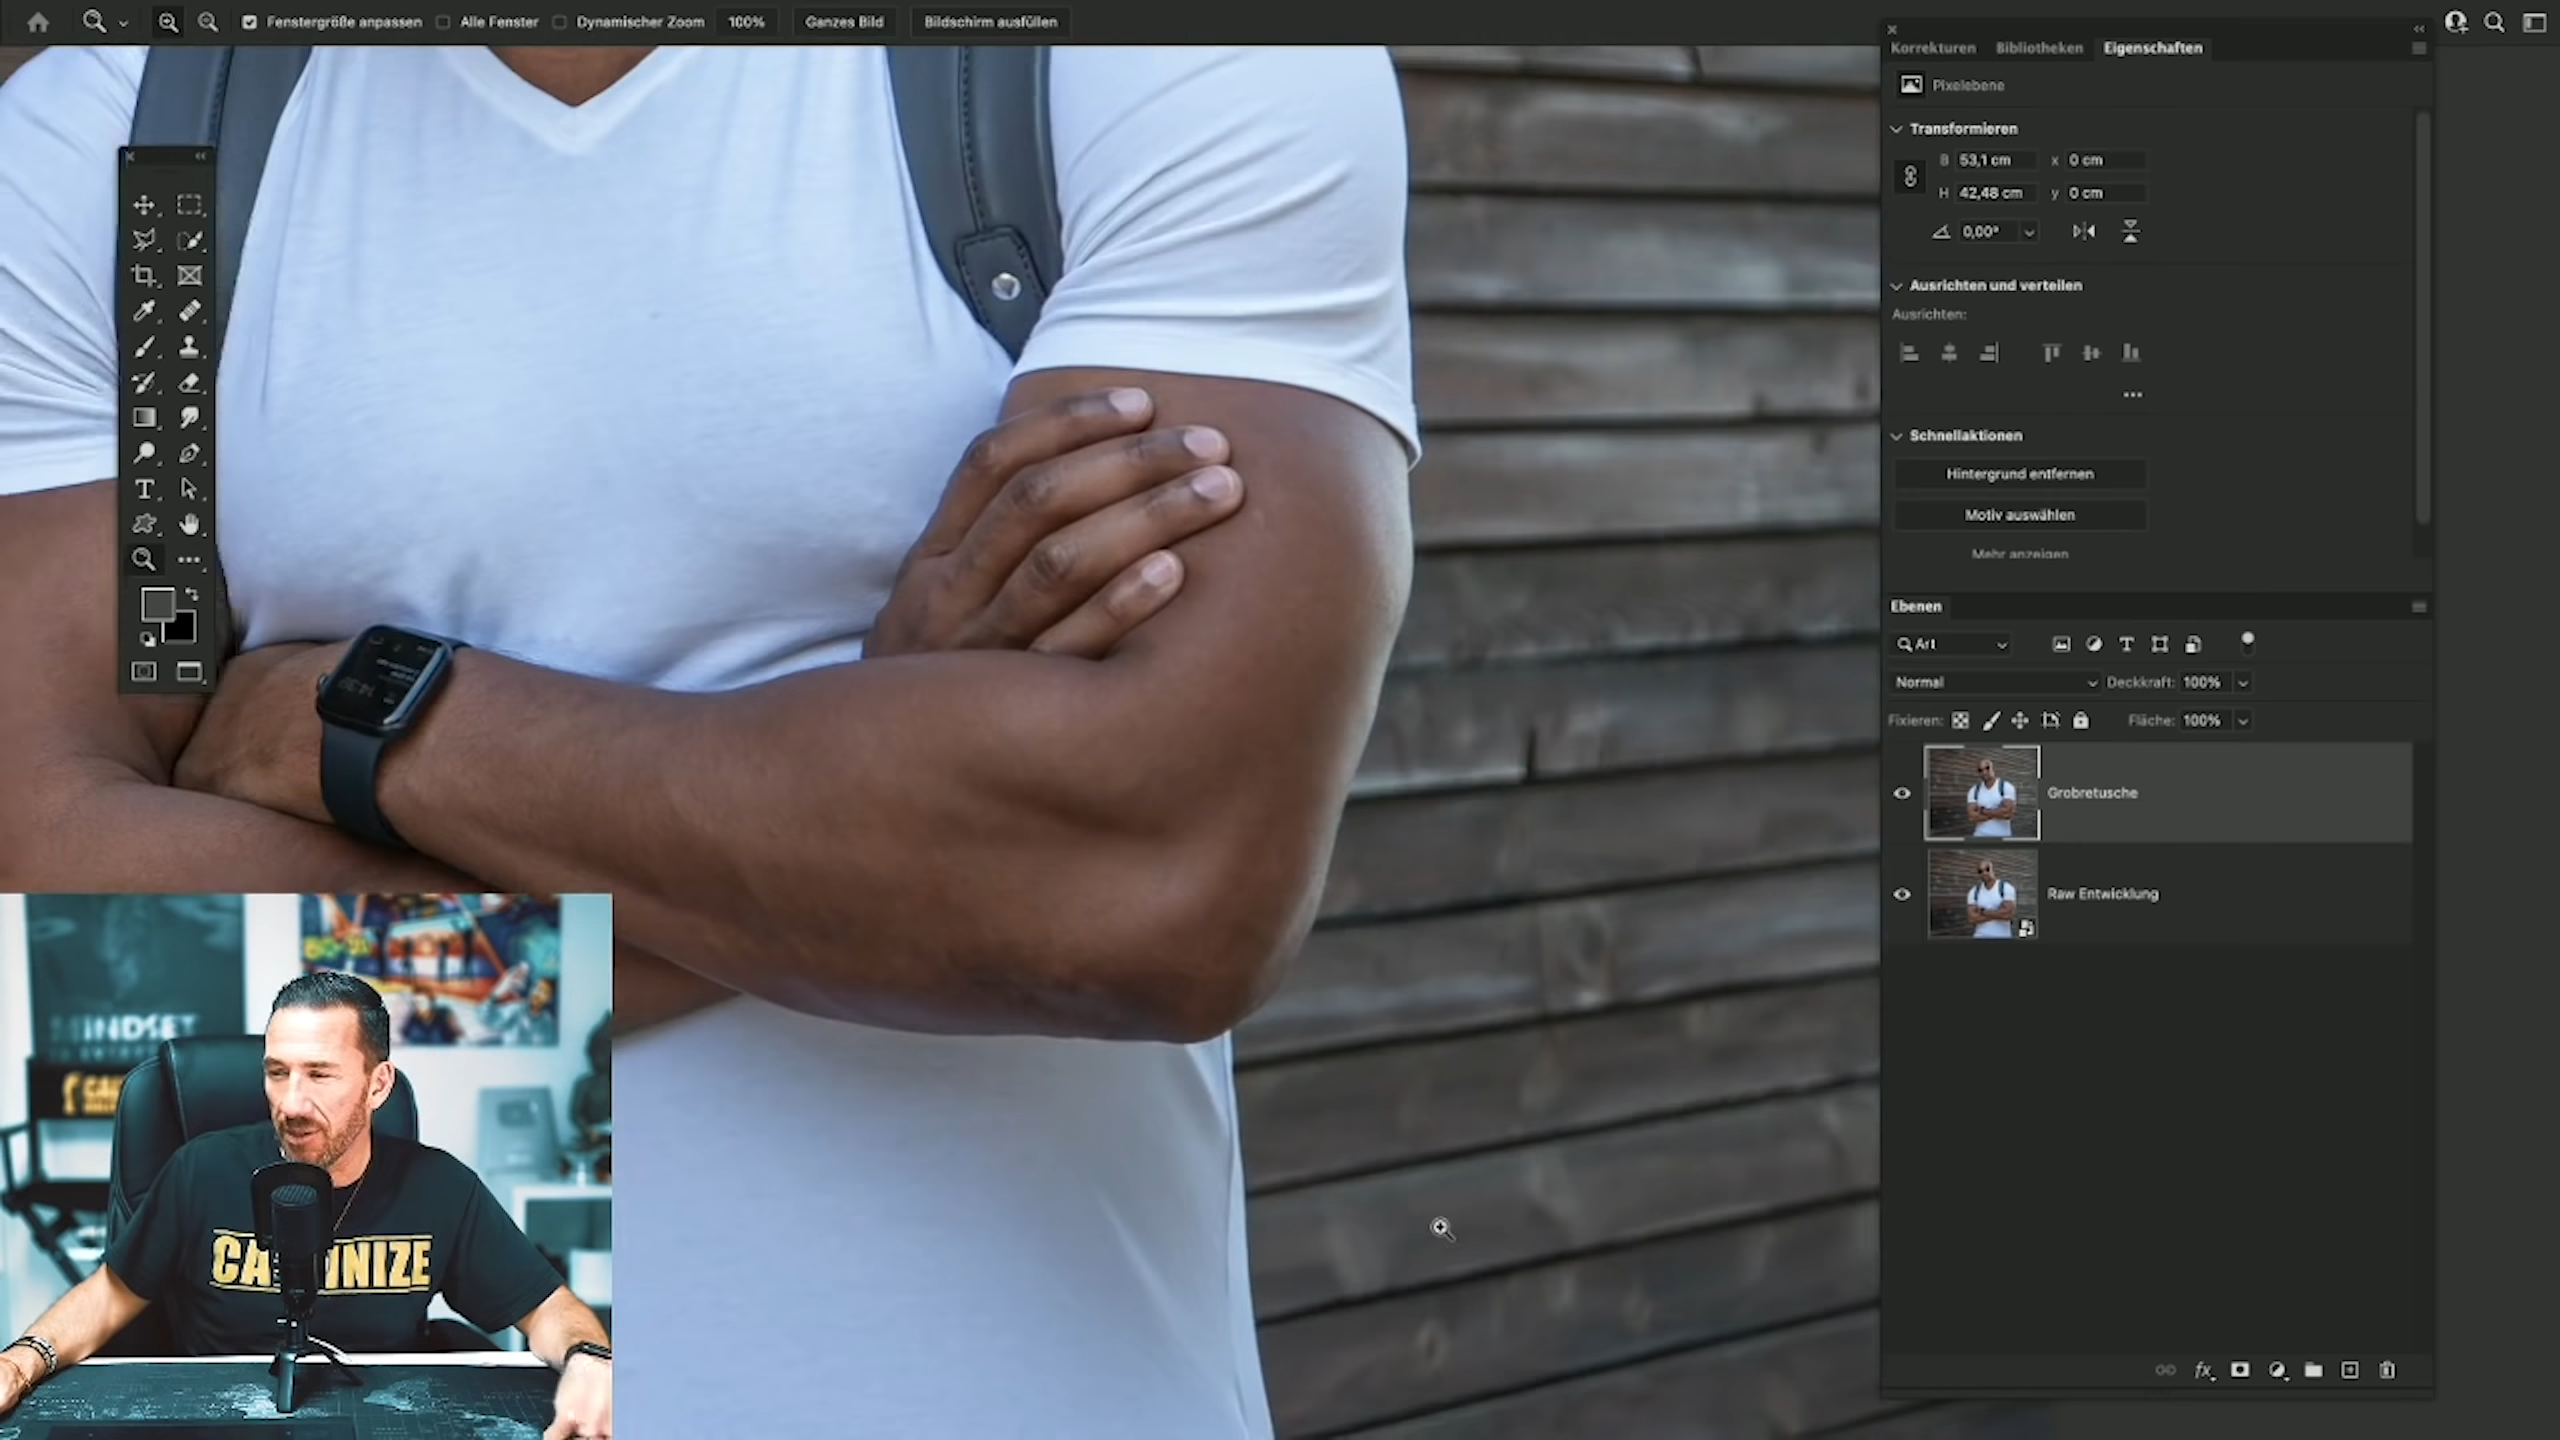 Fenstergröße anpassen Alle Fenster Dynamischer Zoom 100% Ganzes Bild Bildschirm ausfüllen
Korrekturen Bibliotheken Eigenschaften
Pixelebene
Transformieren
B 53,1 cm x 0 cm
H 42,48 cm y 0 cm
0,00°
Ausrichten und verteilen
Ausrichten:
Schnellaktionen
Hintergrund entfernen
Motiv auswählen
Mehr anzeigen
Ebenen
Art
Normal Deckkraft: 100%
Fixieren: Fläche: 100%
Grobretusche
Raw Entwicklung
fx
T
MINDSET